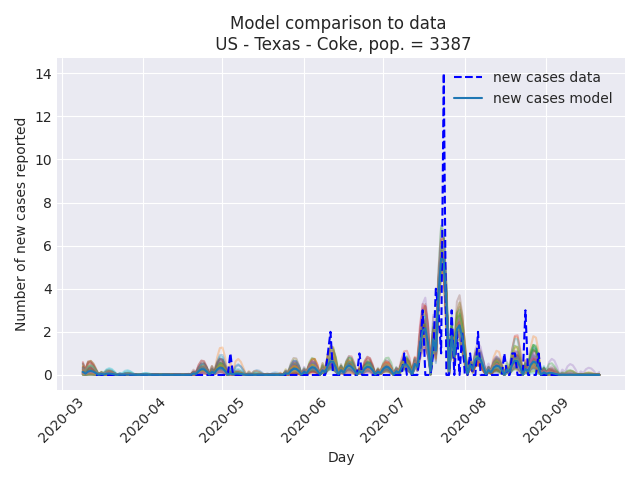 Model comparison to data
US - Texas - Coke, pop. = 3387
new cases data
new cases model
Number of new cases reported
14
12
10
8
6
4
2
0
2020-03
2020-04
2020-05
2020-06
2020-07
2020-08
2020-09
Day